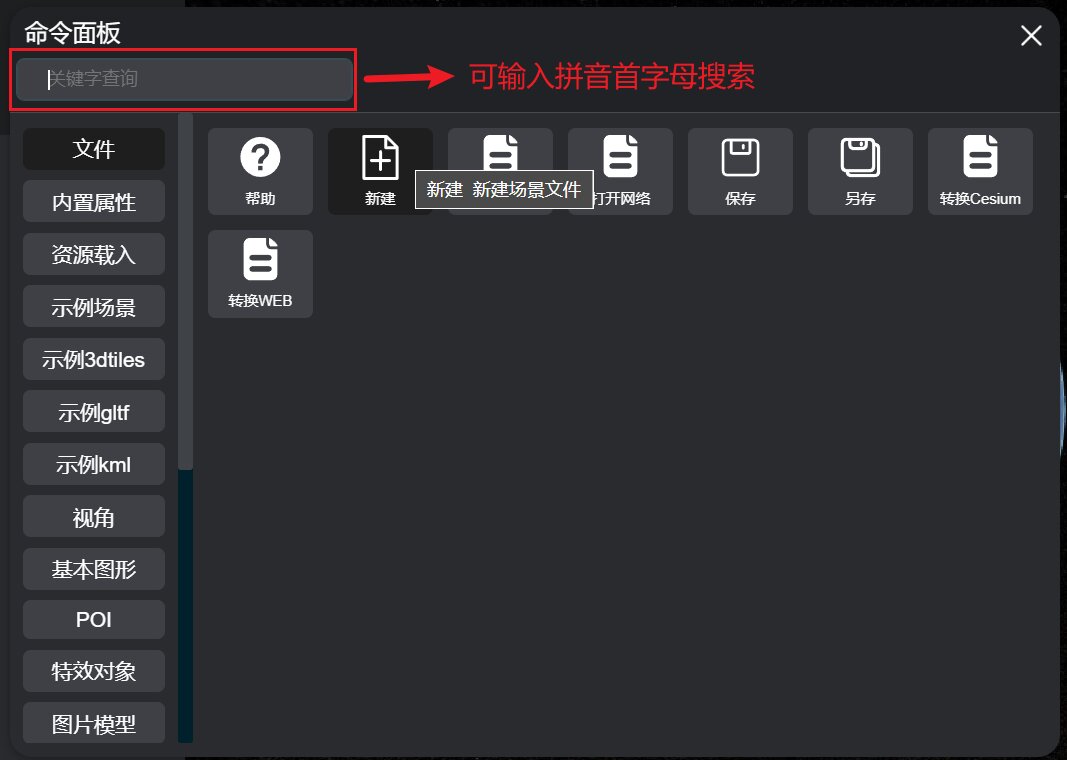 命令面板
关键字查询
可输入拼音首字母搜索
文件
内置属性
资源载入
示例场景
示例3dtiles
示例gltf
示例kml
视角
基本图形
POI
特效对象
图片模型
帮助
新建
新建 新建场景文件
打开网络
保存
另存
转换Cesium
转换WEB